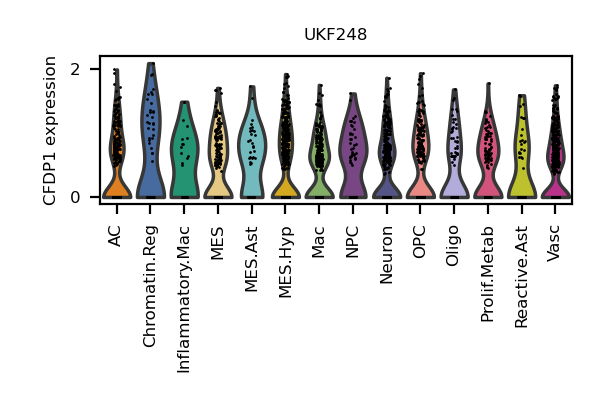 UKF248
CFDP1 expression
2
0
AC
Chromatin.Reg
Inflammatory.Mac
MES
MES.Ast
MES.Hyp
Mac
NPC
Neuron
OPC
Oligo
Prolif.Metab
Reactive.Ast
Vasc